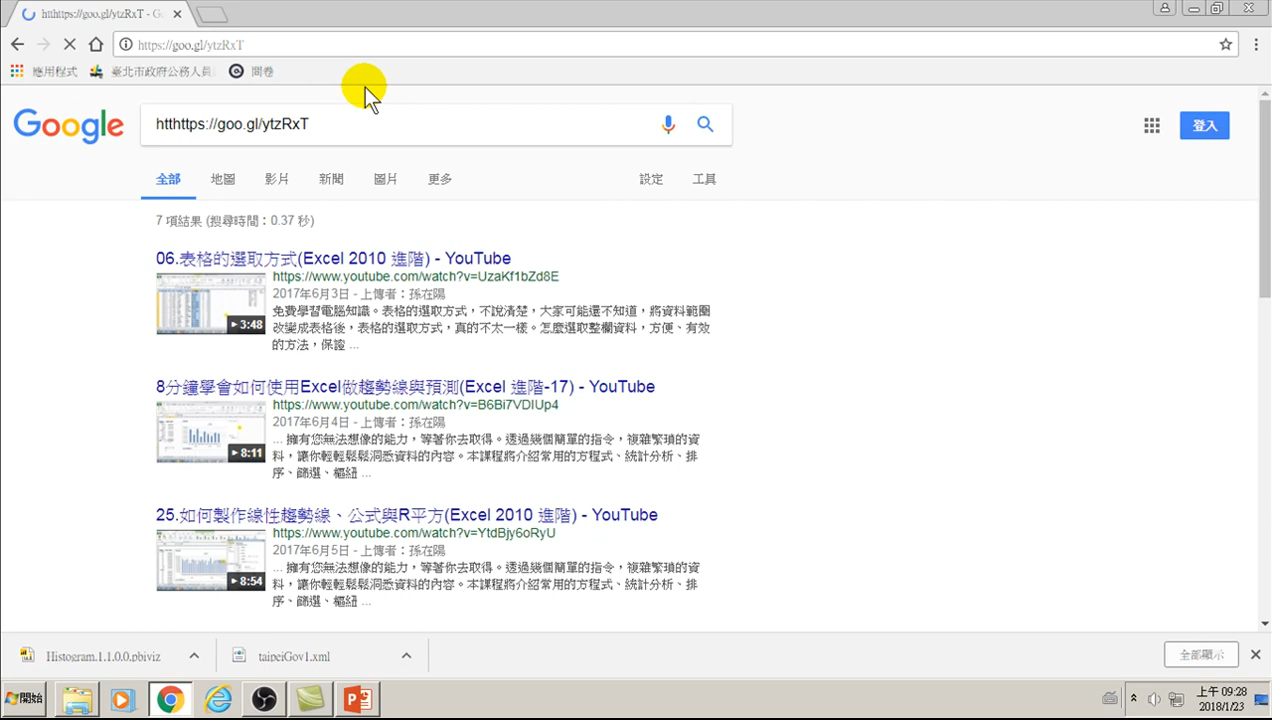 htthttps://goo.gl/ytzRxT - G
https://goo.gl/ytzRxT
應用程式 臺北市政府公務人員 問卷
Google
htthttps://goo.gl/ytzRxT
登入
全部 地圖 影片 新聞 圖片 更多 設定 工具
7 項結果 (搜尋時間：0.37 秒)
06.表格的選取方式(Excel 2010 進階) - YouTube
https://www.youtube.com/watch?v=UzaKf1bZd8E
2017年6月3日 - 上傳者：孫在陽
3:48
免費學習電腦知識。表格的選取方式，不說清楚，大家可能還不知道，將資料範圍
改變成表格後，表格的選取方式，真的不太一樣。怎麼選取整欄資料，方便、有效
的方法，保證 ...
8分鐘學會如何使用Excel做趨勢線與預測(Excel 進階-17) - YouTube
https://www.youtube.com/watch?v=B6Bi7VDIUp4
2017年6月4日 - 上傳者：孫在陽
8:11
... 擁有您無法想像的能力，等著你去取得。透過幾個簡單的指令，複雜繁瑣的資
料，讓你輕輕鬆鬆洞悉資料的內容。本課程將介紹常用的方程式、統計分析、排
序、篩選、樞紐 ...
25.如何製作線性趨勢線、公式與R平方(Excel 2010 進階) - YouTube
https://www.youtube.com/watch?v=YtdBjy6oRyU
2017年6月5日 - 上傳者：孫在陽
8:54
... 擁有您無法想像的能力，等著你去取得。透過幾個簡單的指令，複雜繁瑣的資
料，讓你輕輕鬆鬆洞悉資料的內容。本課程將介紹常用的方程式、統計分析、排
序、篩選、樞紐 ...
Histogram.1.1.0.0.pbiviz
taipeiGov1.xml
全部顯示
開始
上午 09:28
2018/1/23